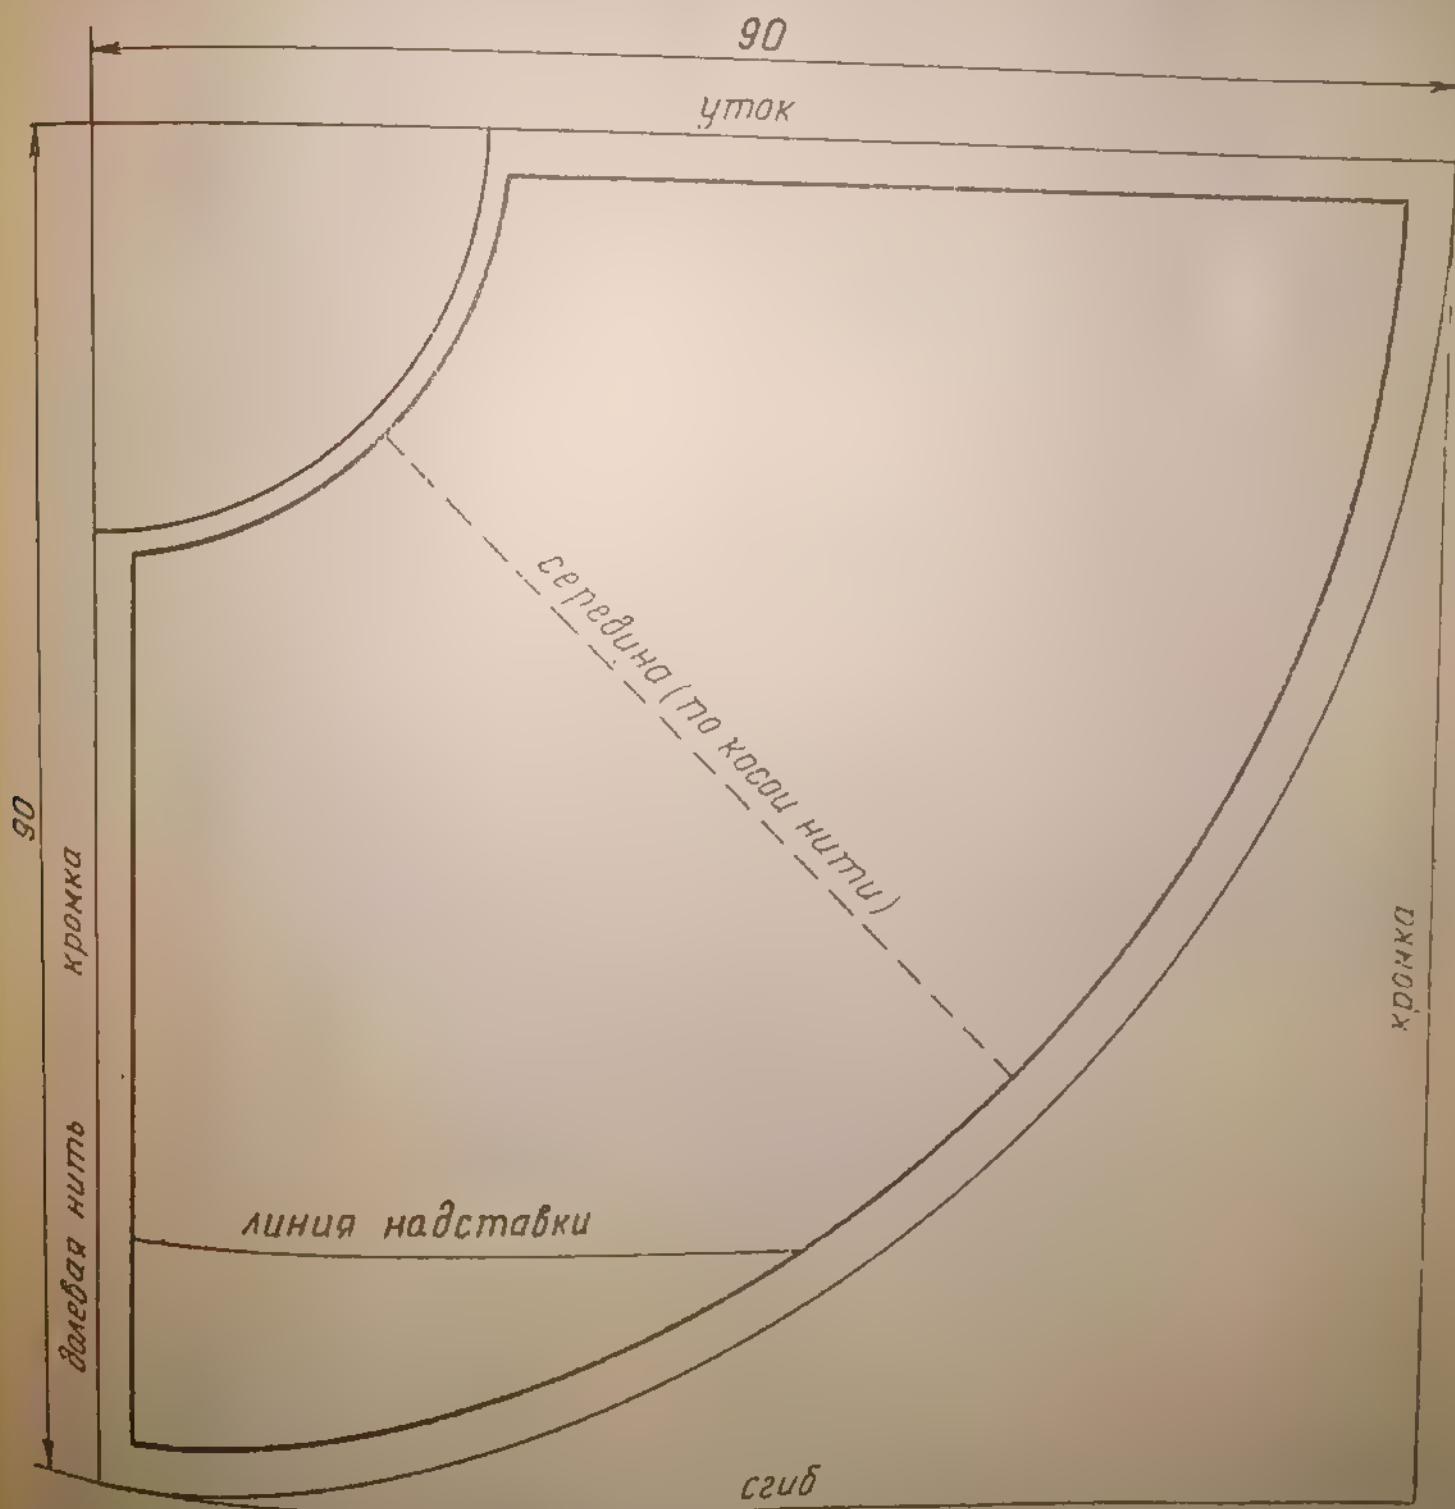 90
уток
90
кромка
долевая нить
середина (по косой нити)
кромка
линия надставки
сгиб